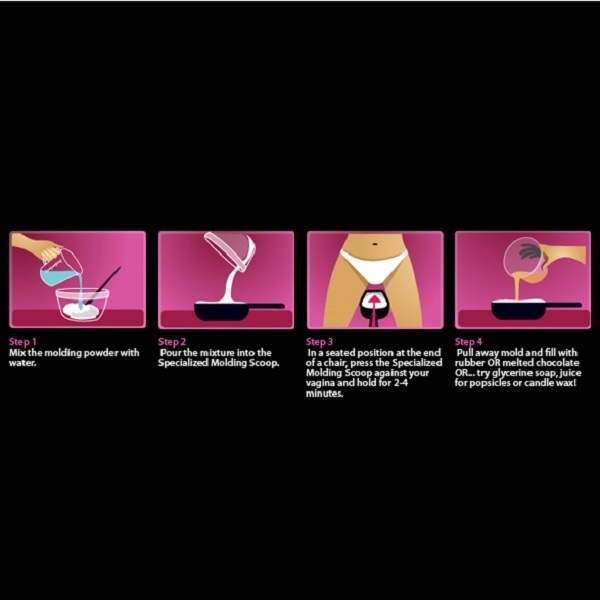 Step 1
Mix the molding powder with
water.
Step 2
Pour the mixture into the
Specialized Molding Scoop.
Step 3
In a seated position at the end
of a chair, press the Specialized
Molding Scoop against your
vagina and hold for 2-4
minutes.
Step 4
Pull away mold and fill with
rubber OR melted chocolate
OR... try glycerine soap, juice
for popsicles or candle wax!